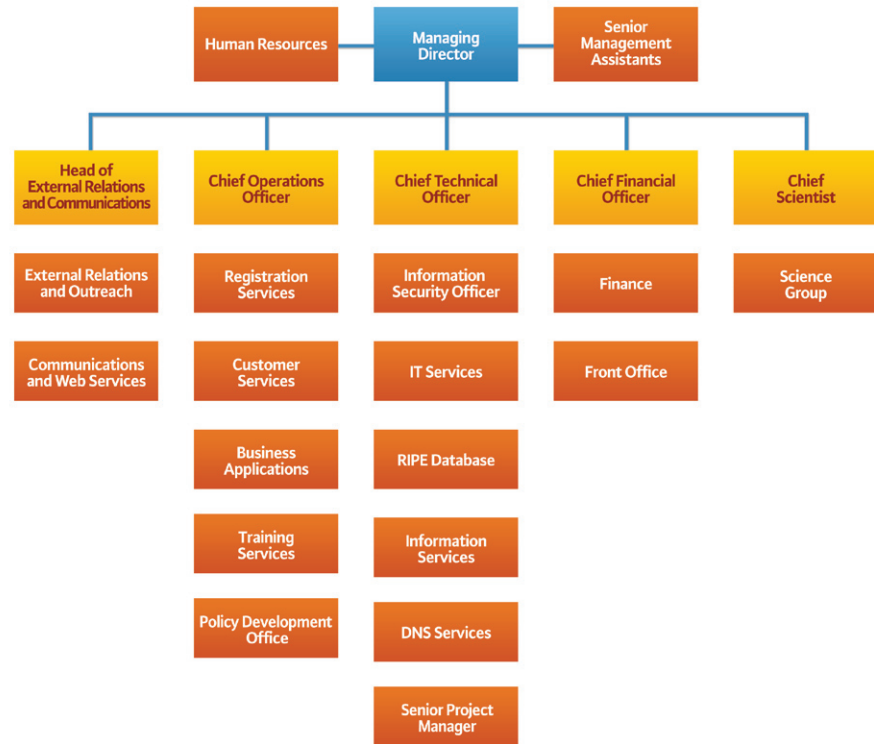 Human Resources
Managing
Director
Senior
Management
Assistants
Head of
External Relations
and Communications
Chief Operations
Officer
Chief Technical
Officer
Chief Financial
Officer
Chief
Scientist
External Relations
and Outreach
Registration
Services
Information
Security Officer
Finance
Science
Group
Communications
and Web Services
Customer
Services
IT Services
Front Office
Business
Applications
RIPE Database
Training
Services
Information
Services
Policy Development
Office
DNS Services
Senior Project
Manager